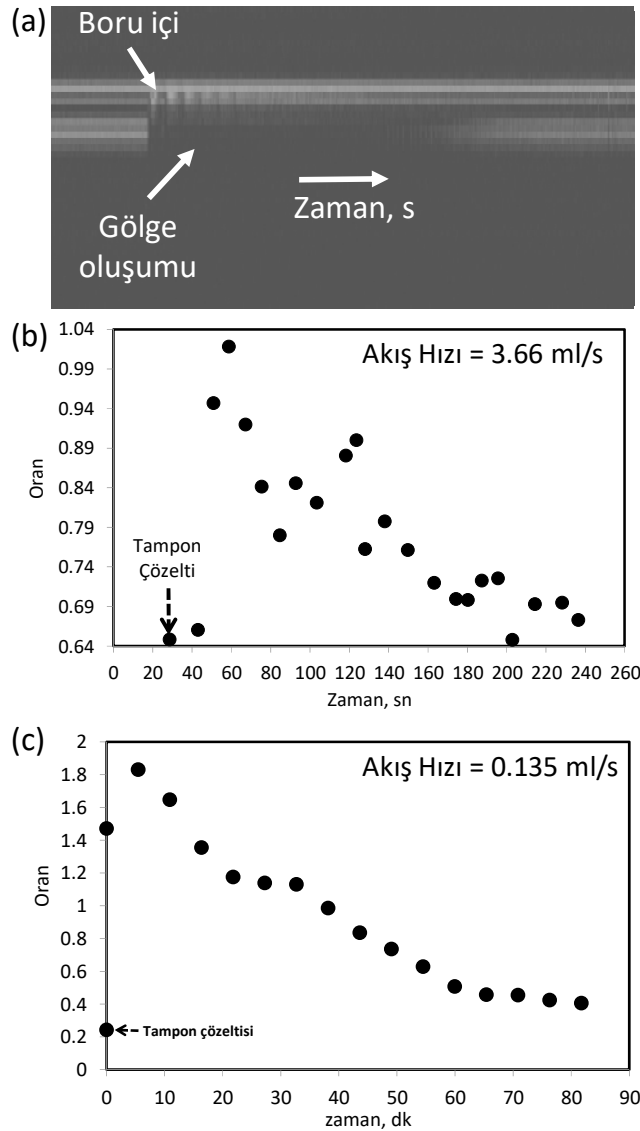 (a)
Boru içi
Zaman, s
Gölge
oluşumu
(b)
Akış Hızı = 3.66 ml/s
1.04
0.99
0.94
0.89
0.84
0.79
0.74
0.69
0.64
Oran
Tampon
Çözelti
0 20 40 60 80 100 120 140 160 180 200 220 240 260
Zaman, sn
(c)
Akış Hızı = 0.135 ml/s
2
1.8
1.6
1.4
1.2
1
0.8
0.6
0.4
0.2
0
Oran
Tampon çözeltisi
0 10 20 30 40 50 60 70 80 90
zaman, dk